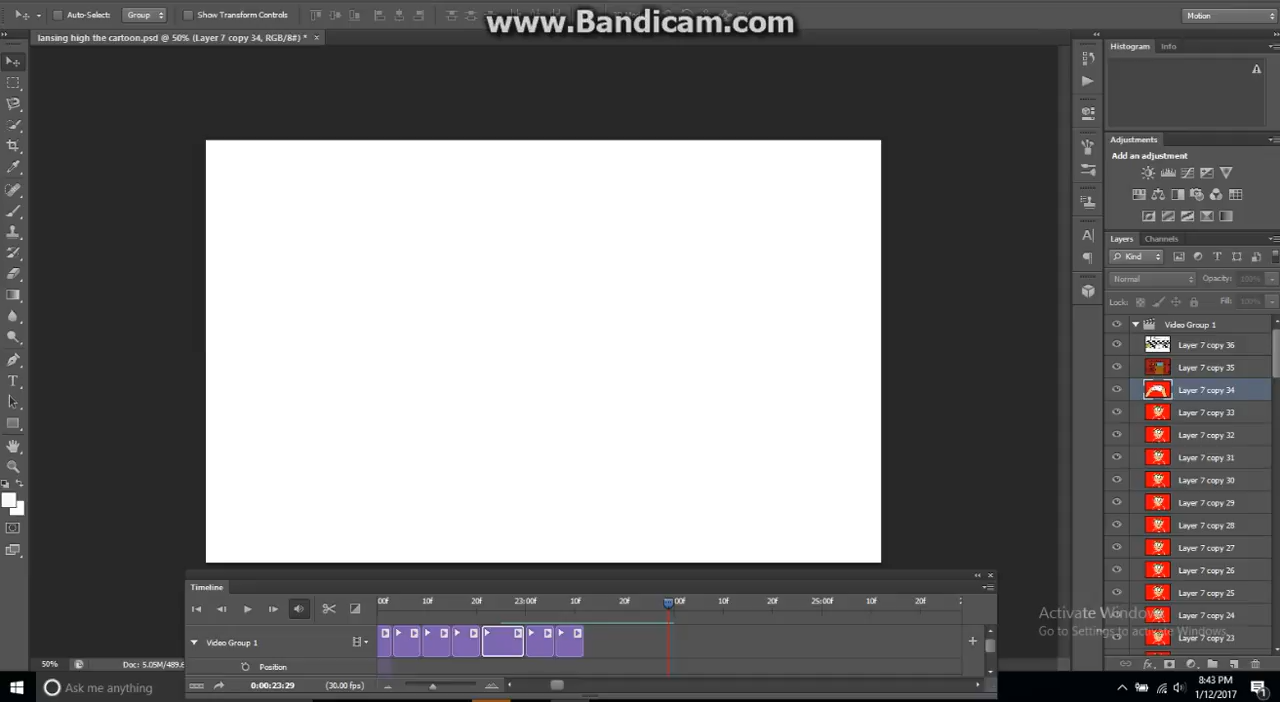 www.Bandicam.com
Auto-Select:
Group
Show Transform Controls
Motion
lansing high the cartoon.psd @ 50% (Layer 7 copy 34, RGB/8#) *
Histogram
Info
Adjustments
Add an adjustment
Layers
Channels
Kind
Normal
Opacity: 100%
Lock:
Fill: 100%
Video Group 1
Layer 7 copy 36
Layer 7 copy 35
Layer 7 copy 34
Layer 7 copy 33
Layer 7 copy 32
Layer 7 copy 31
Layer 7 copy 30
Layer 7 copy 29
Layer 7 copy 28
Layer 7 copy 27
Layer 7 copy 26
Layer 7 copy 25
Layer 7 copy 24
Layer 7 copy 23
Activate Windows
Go to Settings to activate Windows.
Timeline
00f 10f 20f 23:00f 10f 20f 00f 10f 20f 25:00f 10f 20f
Video Group 1
Position
0:00:23:29
(30.00 fps)
50%
Doc: 5.05M/489.6
Ask me anything
8:43 PM
1/12/2017